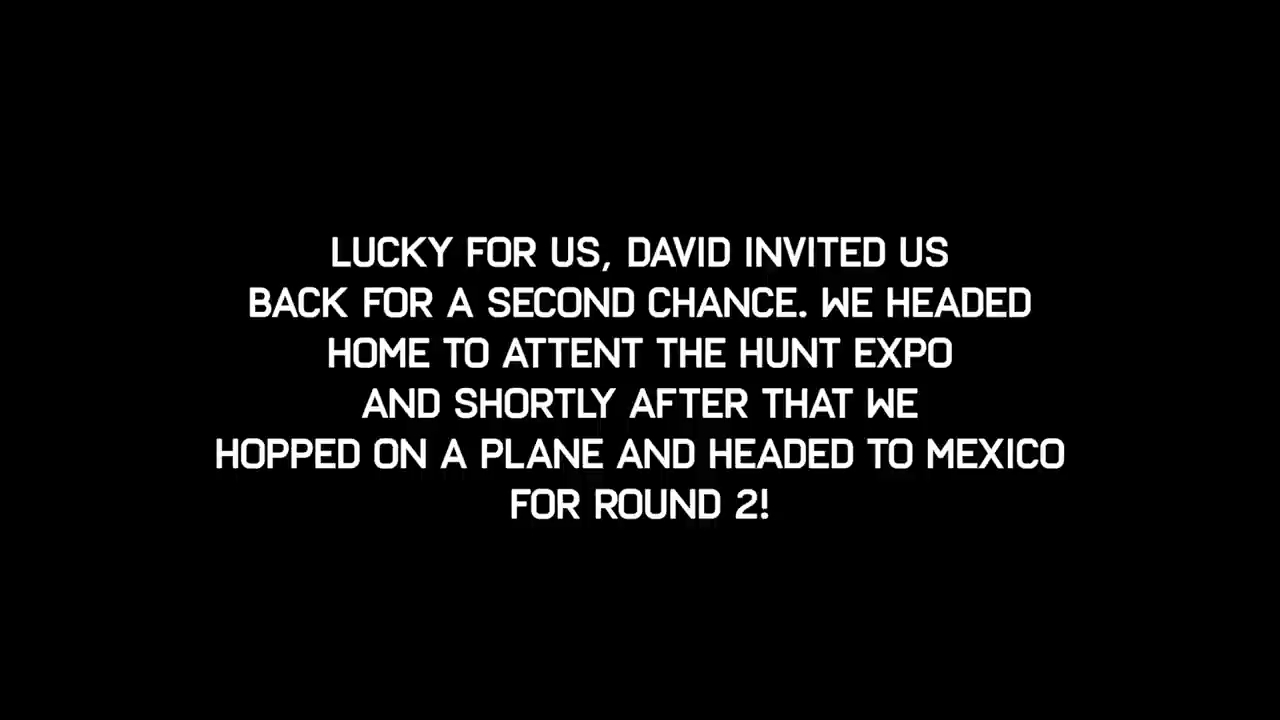 LUCKY FOR US, DAVID INVITED US
BACK FOR A SECOND CHANCE. WE HEADED
HOME TO ATTENT THE HUNT EXPO
AND SHORTLY AFTER THAT WE
HOPPED ON A PLANE AND HEADED TO MEXICO
FOR ROUND 2!